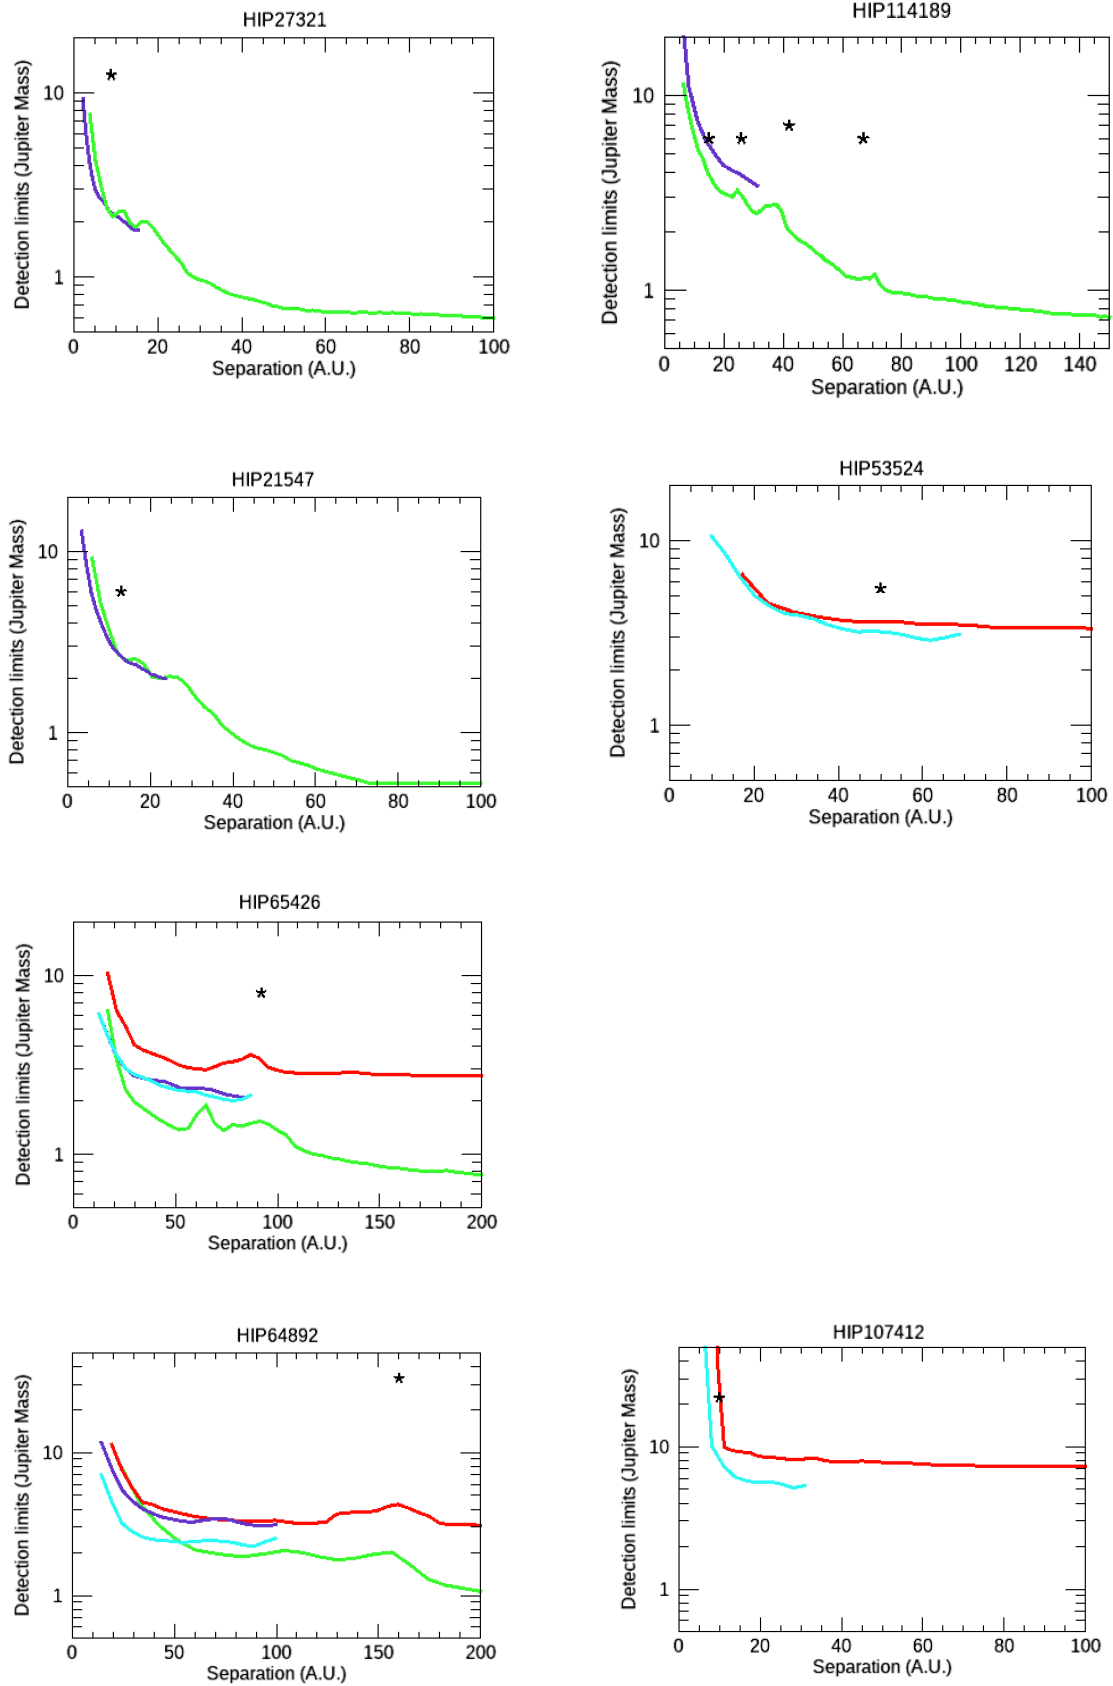 HIP27321
Detection limits (Jupiter Mass)
10
1
0 20 40 60 80 100
Separation (A.U.)
HIP114189
Detection limits (Jupiter Mass)
10
1
0 20 40 60 80 100 120 140
Separation (A.U.)
HIP21547
Detection limits (Jupiter Mass)
10
1
0 20 40 60 80 100
Separation (A.U.)
HIP53524
Detection limits (Jupiter Mass)
10
1
0 20 40 60 80 100
Separation (A.U.)
HIP65426
Detection limits (Jupiter Mass)
10
1
0 50 100 150 200
Separation (A.U.)
HIP64892
Detection limits (Jupiter Mass)
10
1
0 50 100 150 200
Separation (A.U.)
HIP107412
Detection limits (Jupiter Mass)
10
1
0 20 40 60 80 100
Separation (A.U.)